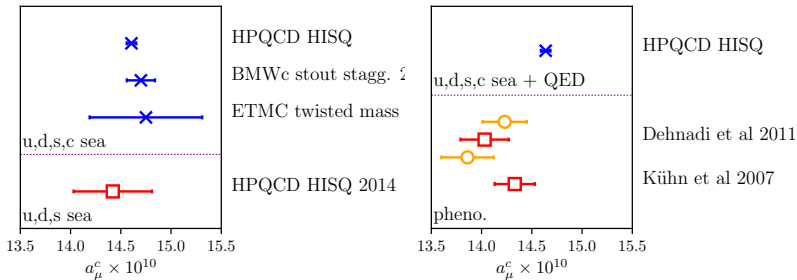 HPQCD HISQ
BMWc stout stagg.
ETMC twisted mass
u,d,s,c sea
HPQCD HISQ 2014
u,d,s sea
13.5 14.0 14.5 15.0 15.5
a_μ^c × 10^10
HPQCD HISQ
u,d,s,c sea + QED
Dehnadi et al 2011
Kühn et al 2007
pheno.
13.5 14.0 14.5 15.0 15.5
a_μ^c × 10^10